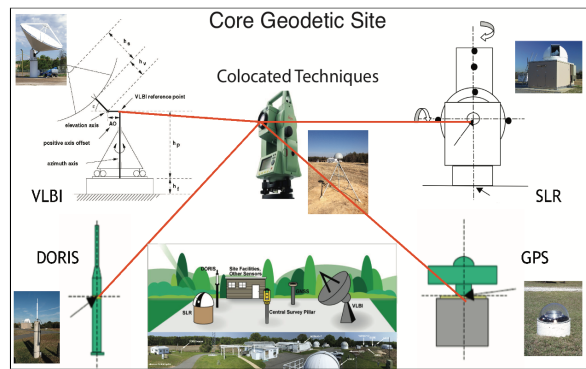 Core Geodetic Site
Colocated Techniques
VLBI reference point
elevation axis
AO
positive axis offset
azimuth axis
h p
h f
VLBI
SLR
DORIS
GPS
DORIS
Site Facilities,
Other Sensors
SLR
Central Survey Pillar
VLBI